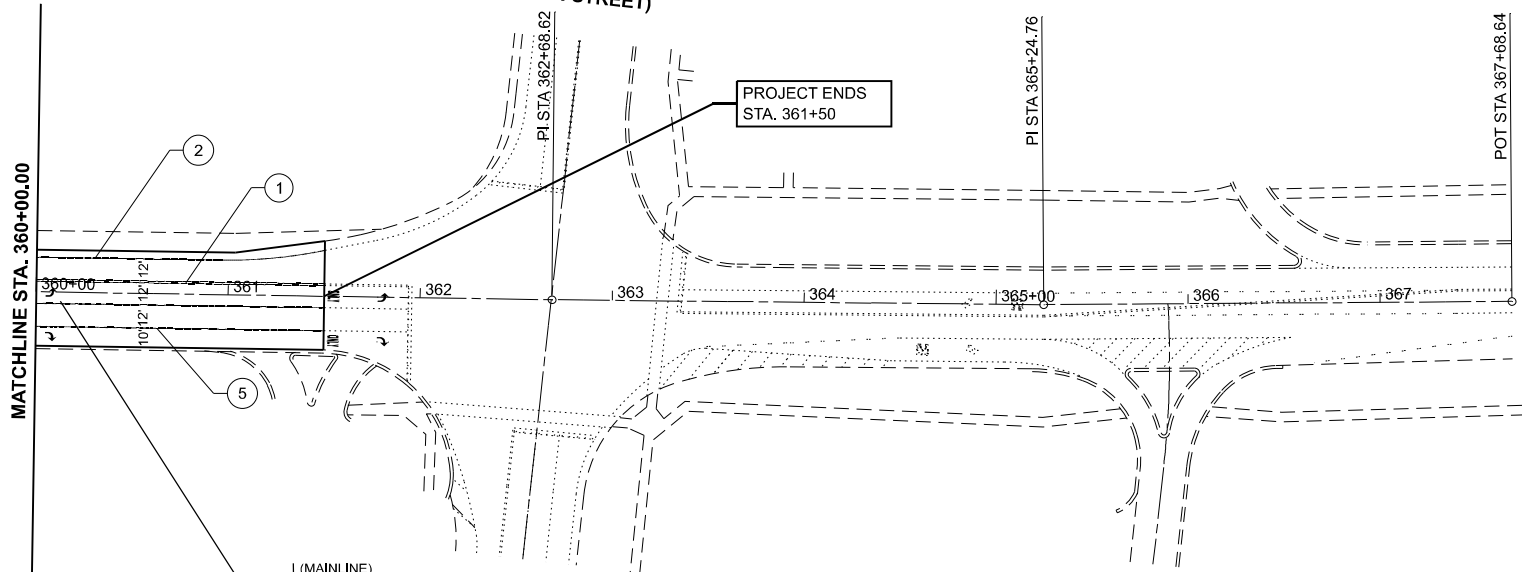 STREET)
PI STA 362+68.62
PI STA 365+24.76
POT STA 367+68.64
PROJECT ENDS
STA. 361+50
2
1
MATCHLINE STA. 360+00.00
360+00
361
362
363
364
365+00
366
367
12'
12'
12'
12'
10'
ONLY
5
(MAINLINE)